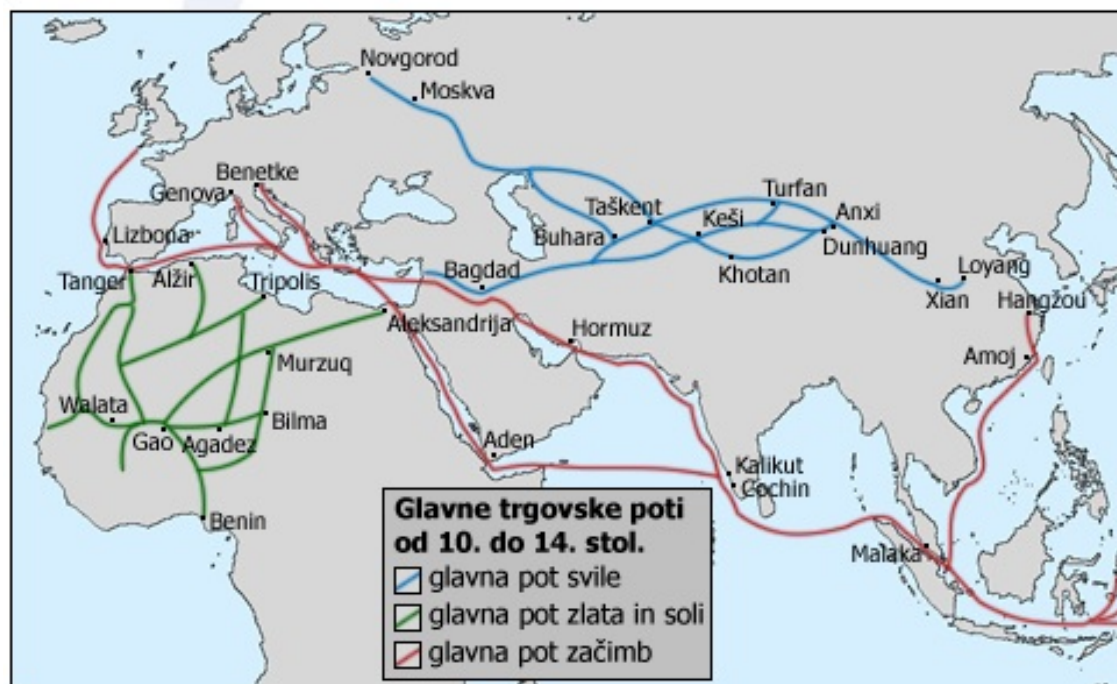 Novgorod
Moskva
Benetke
Genova
Turfan
Taškent
Keši
Anxi
Lizbona
Buhara
Dunhuang
Tanger
Alžir
Tripolis
Bagdad
Khotan
Loyang
Xian
Hangžou
Aleksandrija
Hormuz
Murzuq
Amoj
Walata
Bilma
Gao
Agadez
Aden
Kalikut
Cochin
Benin
Malaka
Glavne trgovske poti
od 10. do 14. stol.
glavna pot svile
glavna pot zlata in soli
glavna pot začimb